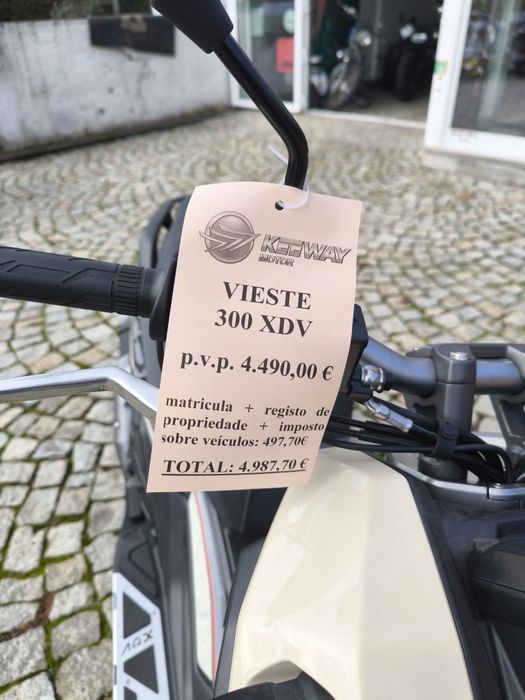 KEEWAY
MOTOR
VIESTE
300 XDV
p.v.p. 4.490,00 €
matricula + registo de
propriedade + imposto
sobre veículos: 497,70€
TOTAL: 4.987,70 €
XDV